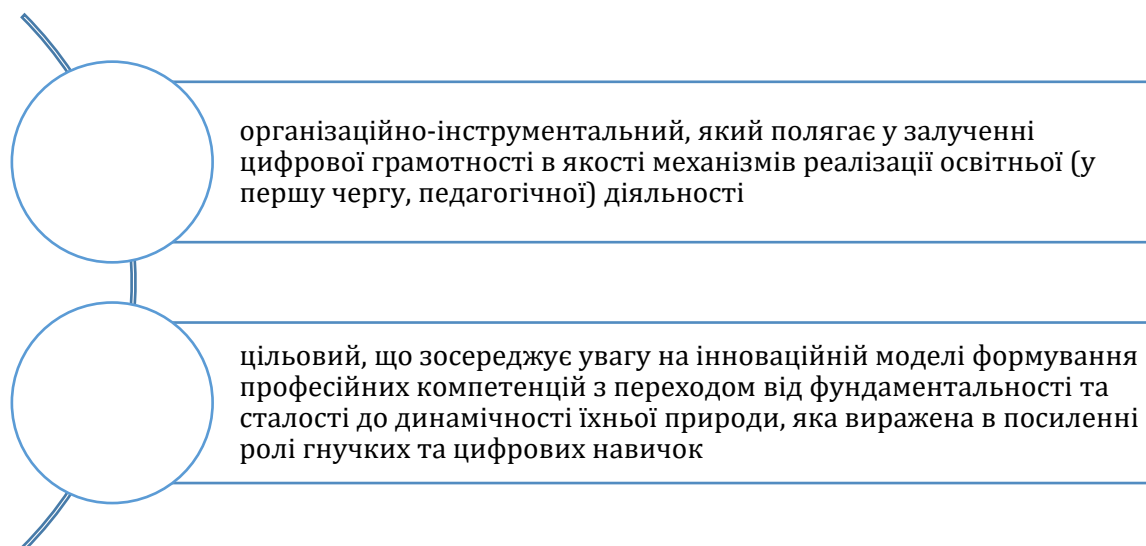 організаційно-інструментальний, який полягає у залученні
цифрової грамотності в якості механізмів реалізації освітньої (у
першу чергу, педагогічної) діяльності
цільовий, що зосереджує увагу на інноваційній моделі формування
професійних компетенцій з переходом від фундаментальності та
сталості до динамічності їхньої природи, яка виражена в посиленні
ролі гнучких та цифрових навичок